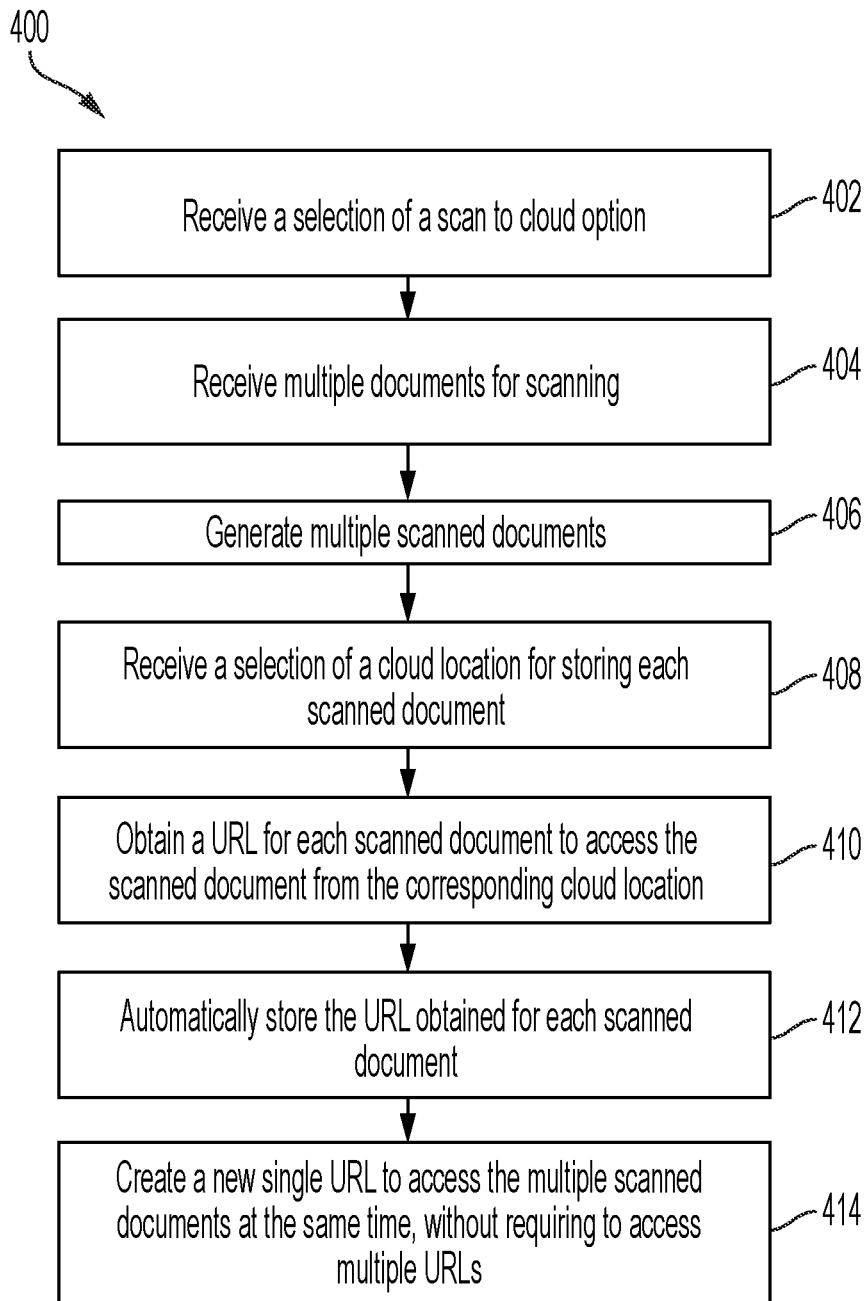 400
Receive a selection of a scan to cloud option
402
Receive multiple documents for scanning
404
Generate multiple scanned documents
406
Receive a selection of a cloud location for storing each
scanned document
408
Obtain a URL for each scanned document to access the
scanned document from the corresponding cloud location
410
Automatically store the URL obtained for each scanned
document
412
Create a new single URL to access the multiple scanned
documents at the same time, without requiring to access
multiple URLs
414